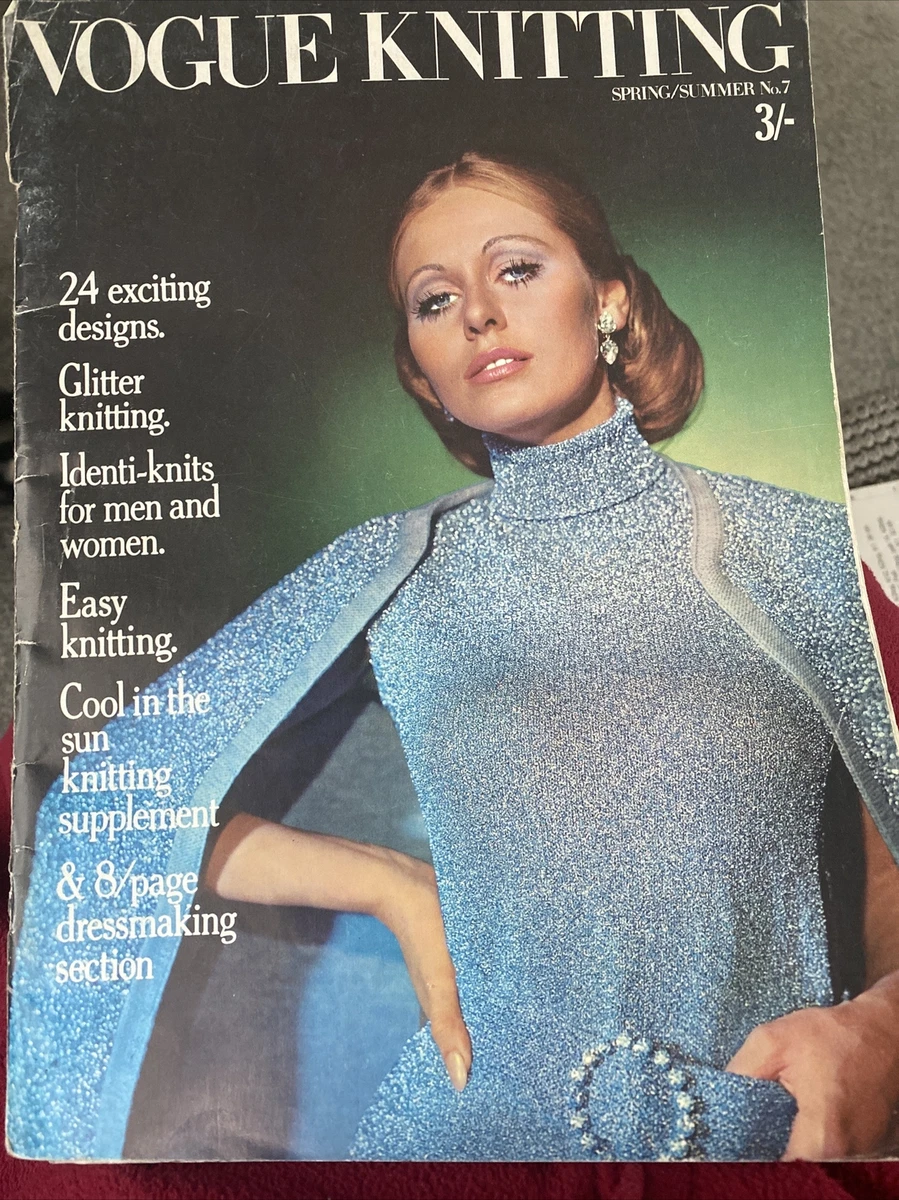 VOGUE KNITTING
SPRING/SUMMER No.7
3/-
24 exciting
designs.
Glitter
knitting.
Identi-knits
for men and
women.
Easy
knitting.
Cool in the
sun
knitting
supplement
& 8/page
dressmaking
section